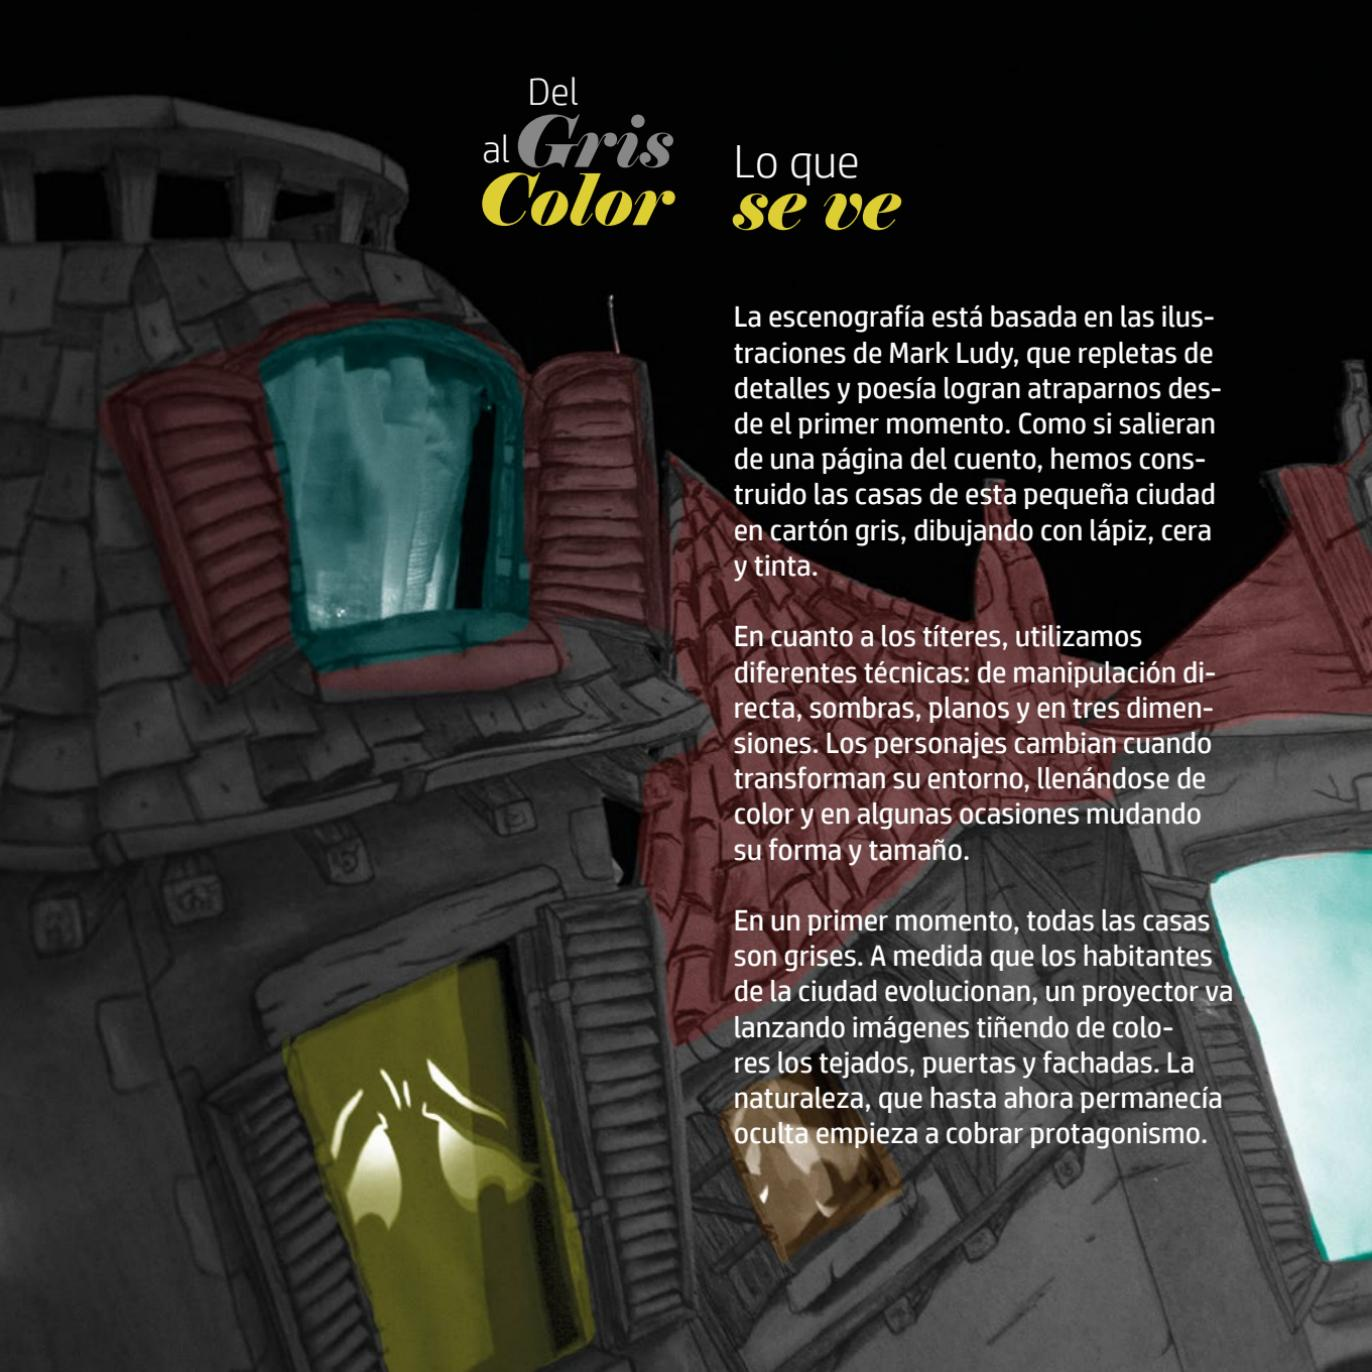 Del
al Gris
Color
Lo que
se ve
La escenografía está basada en las ilus-
traciones de Mark Ludy, que repletas de
detalles y poesía logran atraparnos des-
de el primer momento. Como si salieran
de una página del cuento, hemos cons-
truido las casas de esta pequeña ciudad
en cartón gris, dibujando con lápiz, cera
y tinta.
En cuanto a los títeres, utilizamos
diferentes técnicas: de manipulación di-
recta, sombras, planos y en tres dimen-
siones. Los personajes cambian cuando
transforman su entorno, llenándose de
color y en algunas ocasiones mudando
su forma y tamaño.
En un primer momento, todas las casas
son grises. A medida que los habitantes
de la ciudad evolucionan, un proyector va
lanzando imágenes tiñendo de colo-
res los tejados, puertas y fachadas. La
naturaleza, que hasta ahora permanecía
oculta empieza a cobrar protagonismo.